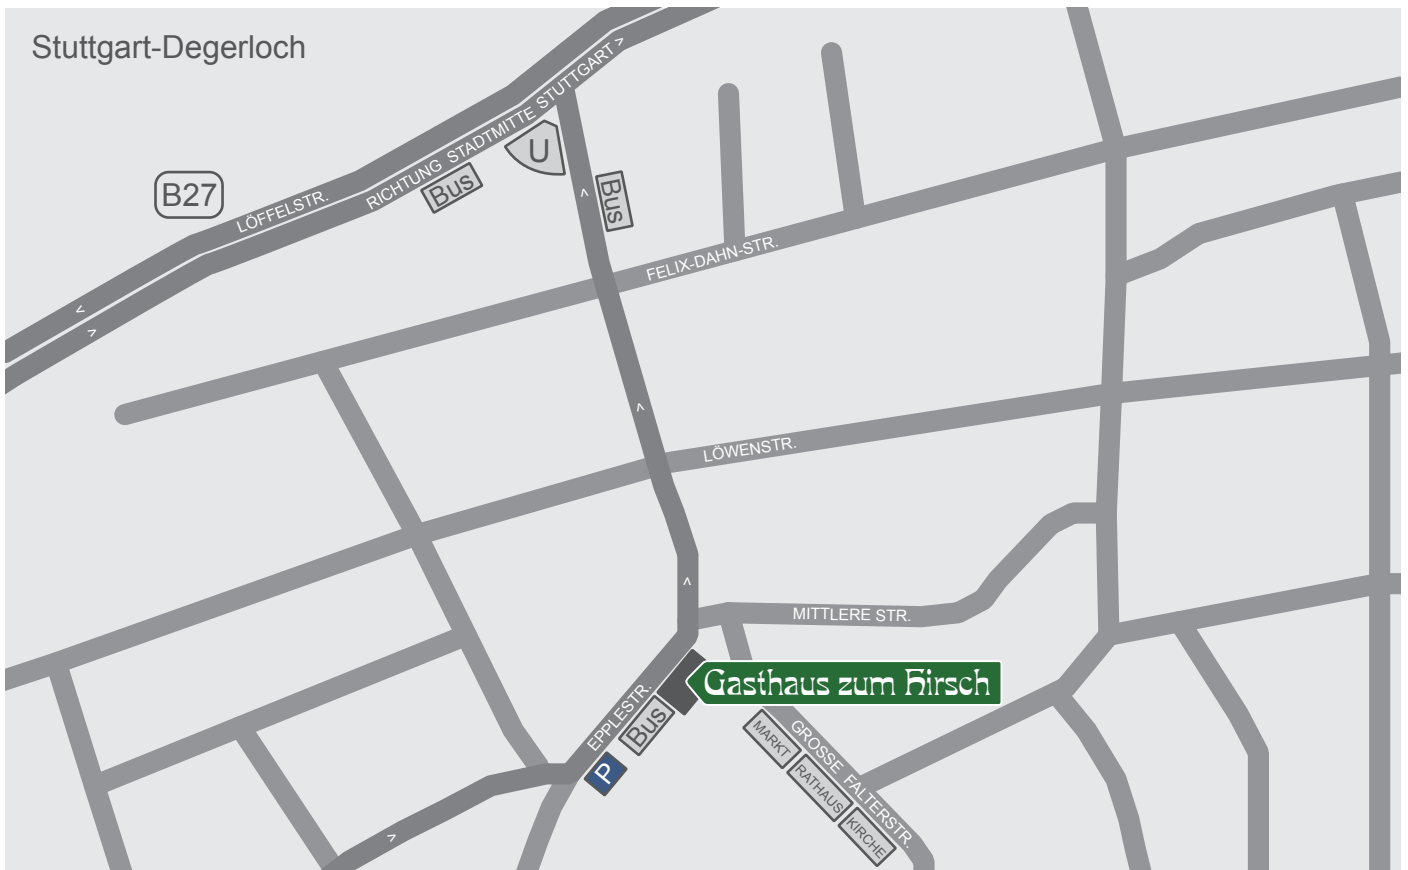 Stuttgart-Degerloch
B27
LÖFFELSTR.
RICHTUNG STADTMITTE STUTTGART >
U
Bus
Bus
<
>
<
FELIX-DAHN-STR.
<
LÖWENSTR.
<
MITTLERE STR.
Gasthaus zum Hirsch
EPPLESTR.
Bus
P
GROSSE FALTERSTR.
MARKT
RATHAUS
KIRCHE
>